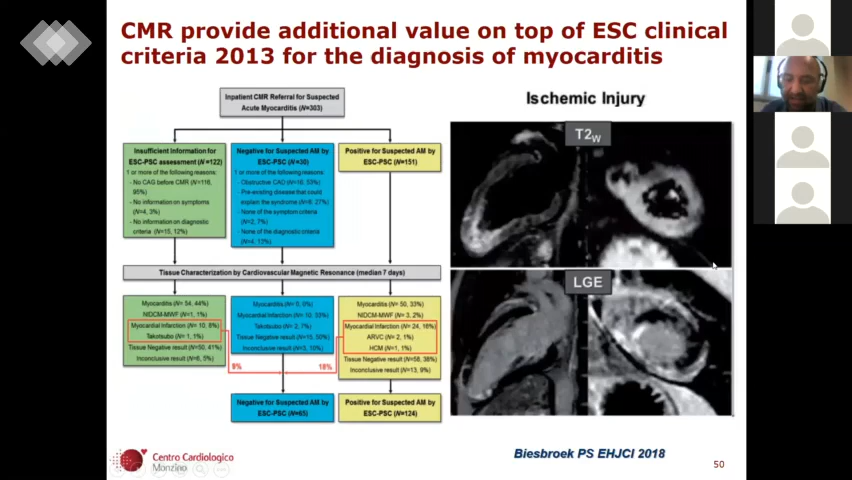 CMR provide additional value on top of ESC clinical
criteria 2013 for the diagnosis of myocarditis
Inpatient CMR Referral for Suspected
Acute Myocarditis (N=303)
Insufficient Information for
ESC-PSC assessment (N=122)
1 or more of the following reasons:
- No CAG before CMR (N=116,
95%)
- No information on symptoms
(N=4, 3%)
- No information on diagnostic
criteria (N=15, 12%)
Negative for Suspected AM by
ESC-PSC (N=30)
1 or more of the following reasons:
- Obstructive CAD (N=16, 53%)
- Pre-existing disease that could
explain the syndrome (N=8, 27%)
- None of the symptom criteria
(N=2, 7%)
- None of the diagnostic criteria
(N=4, 13%)
Positive for Suspected AM by
ESC-PSC (N=151)
Tissue Characterization by Cardiovascular Magnetic Resonance (median 7 days)
Myocarditis (N= 54, 44%)
NIDCM-MWF (N=1, 1%)
Myocardial Infarction (N= 10, 8%)
Takotsubo (N= 1, 1%)
Tissue Negative result (N=50, 41%)
Inconclusive result (N=6, 5%)
Myocarditis (N= 0, 0%)
Myocardial Infarction (N= 10, 33%)
Takotsubo (N= 2, 7%)
Tissue Negative result (N=15, 50%)
Inconclusive result (N=3, 10%)
Myocarditis (N= 50, 33%)
NIDCM-MWF (N= 3, 2%)
Myocardial Infarction (N= 24, 16%)
ARVC (N= 2, 1%)
HCM (N=1, 1%)
Tissue Negative result (N=58, 38%)
Inconclusive result (N=13, 9%)
9%
18%
Negative for Suspected AM by
ESC-PSC (N=65)
Positive for Suspected AM by
ESC-PSC (N=124)
Ischemic Injury
T2W
LGE
Centro Cardiologico
Monzino
Biesbroek PS EHJCI 2018
50